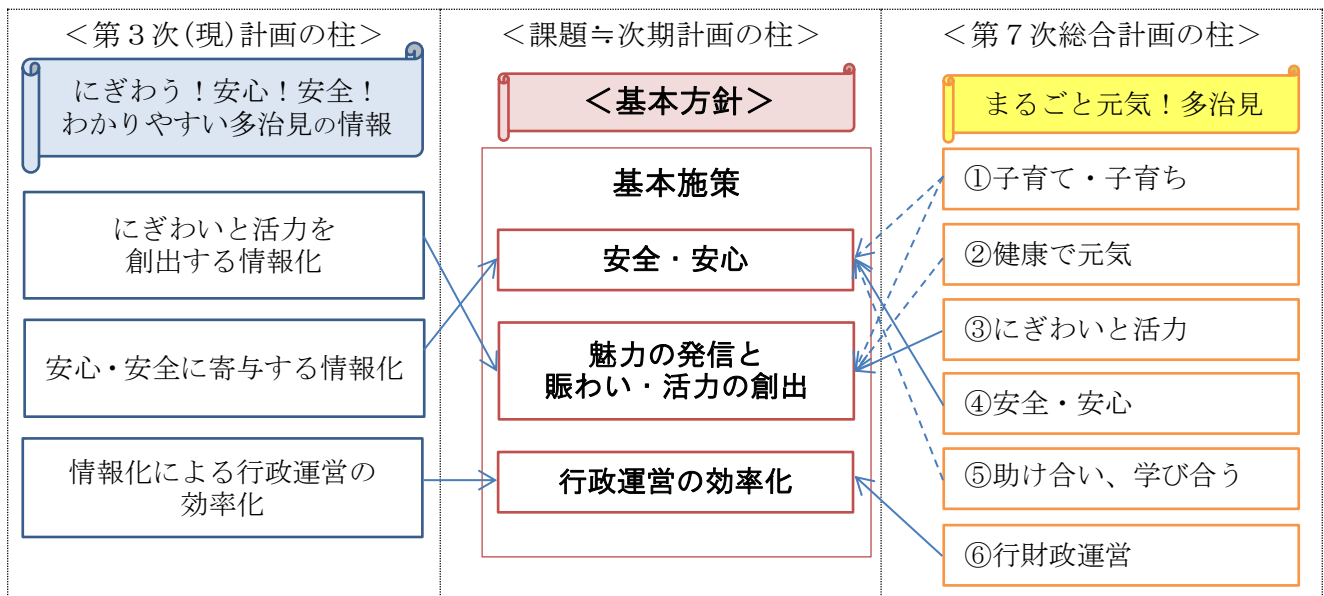 ＜第３次(現)計画の柱＞
にぎわう！安心！安全！
わかりやすい多治見の情報
にぎわいと活力を
創出する情報化
安心・安全に寄与する情報化
情報化による行政運営の
効率化
＜課題≒次期計画の柱＞
＜基本方針＞
基本施策
安全・安心
魅力の発信と
賑わい・活力の創出
行政運営の効率化
＜第７次総合計画の柱＞
まるごと元気！多治見
①子育て・子育ち
②健康で元気
③にぎわいと活力
④安全・安心
⑤助け合い、学び合う
⑥行財政運営